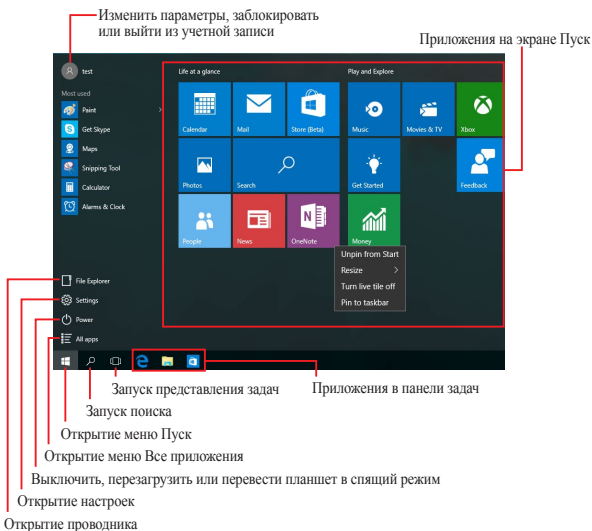 Изменить параметры, заблокировать
или выйти из учетной записи
Приложения на экране Пуск
test
Life at a glance
Play and Explore
Most used
Paint
Get Skype
Maps
Snipping Tool
Calculator
Alarms & Clock
Calendar
Mail
Store (Beta)
Music
Movies & TV
Xbox
Photos
Search
Get Started
Feedback
People
News
OneNote
Money
Unpin from Start
Resize
Turn live tile off
Pin to taskbar
File Explorer
Settings
Power
All apps
Запуск представления задач
Приложения в панели задач
Запуск поиска
Открытие меню Пуск
Открытие меню Все приложения
Выключить, перезагрузить или перевести планшет в спящий режим
Открытие настроек
Открытие проводника